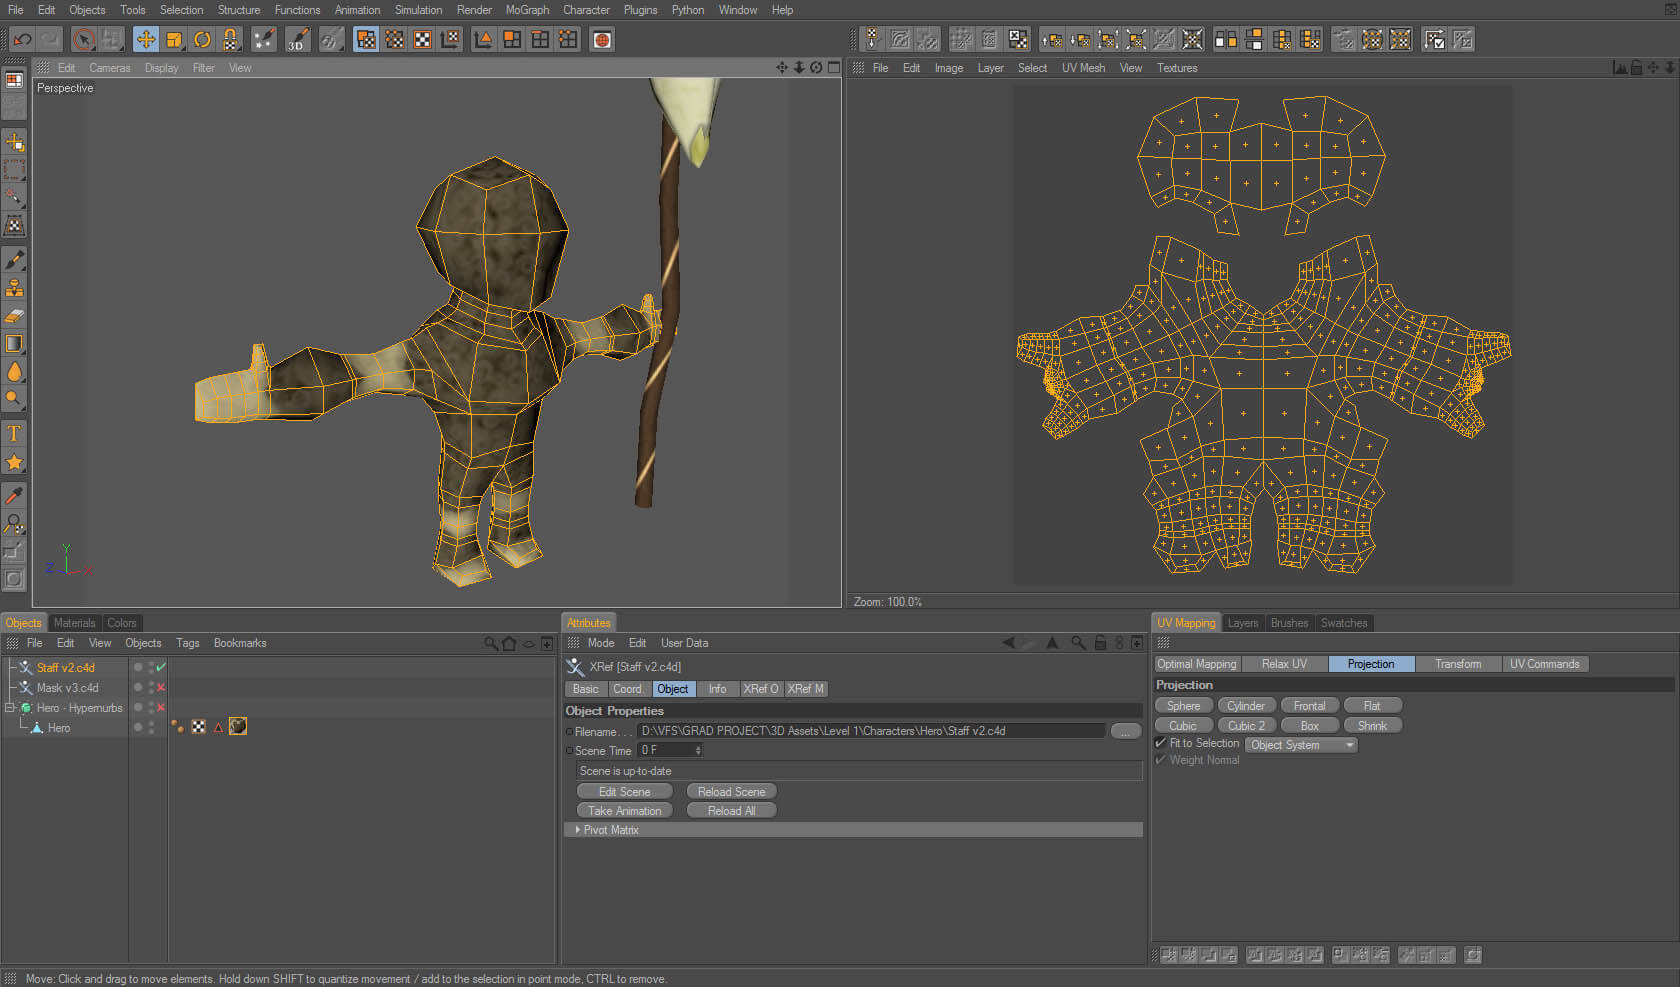 File Edit Objects Tools Selection Structure Functions Animation Simulation Render MoGraph Character Plugins Python Window Help
3D
Edit Cameras Display Filter View
File Edit Image Layer Select UV Mesh View Textures
Perspective
T
Y
Z X
Zoom: 100.0%
Objects Materials Colors
File Edit View Objects Tags Bookmarks
Staff v2.c4d
Mask v3.c4d
Hero - Hypernurbs
Hero
Attributes
Mode Edit User Data
XRef [Staff v2.c4d]
Basic Coord. Object Info XRef O XRef M
Object Properties
Filename. . . D:\VFS\GRAD PROJECT\3D Assets\Level 1\Characters\Hero\Staff v2.c4d ...
Scene Time 0 F
Scene is up-to-date
Edit Scene Reload Scene
Take Animation Reload All
Pivot Matrix
UV Mapping Layers Brushes Swatches
Optimal Mapping Relax UV Projection Transform UV Commands
Projection
Sphere Cylinder Frontal Flat
Cubic Cubic 2 Box Shrink
Fit to Selection Object System
Weight Normal
Move: Click and drag to move elements. Hold down SHIFT to quantize movement / add to the selection in point mode, CTRL to remove.